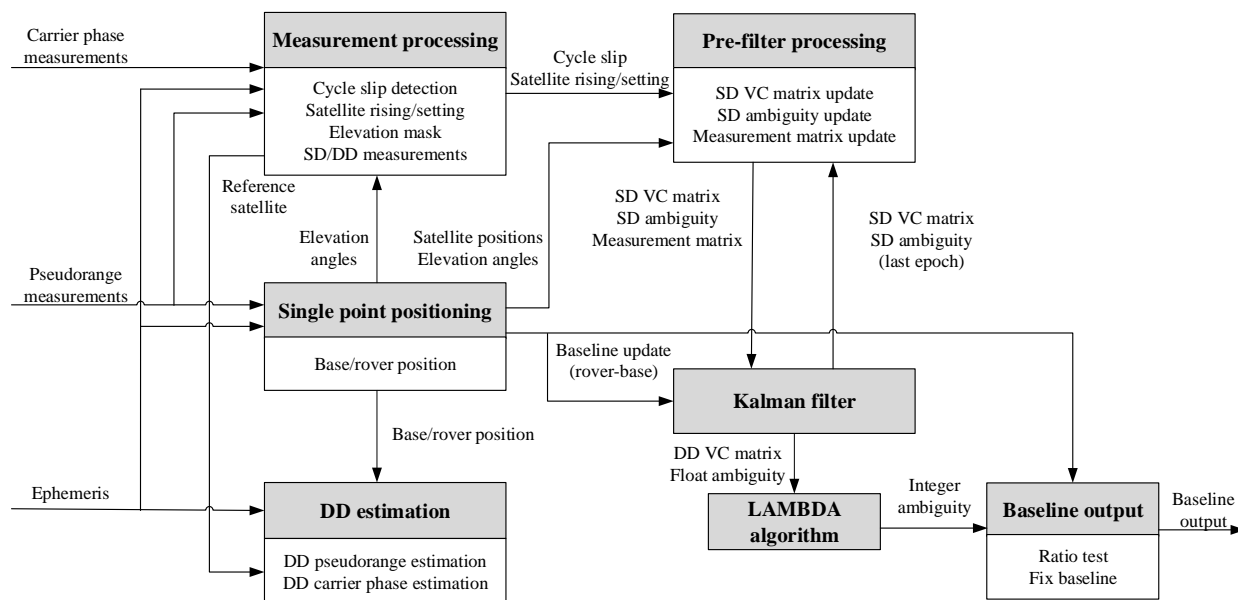 Carrier phase
measurements
Measurement processing
Cycle slip detection
Satellite rising/setting
Elevation mask
SD/DD measurements
Cycle slip
Satellite rising/setting
Pre-filter processing
SD VC matrix update
SD ambiguity update
Measurement matrix update
Reference
satellite
Elevation
angles
Satellite positions
Elevation angles
SD VC matrix
SD ambiguity
Measurement matrix
SD VC matrix
SD ambiguity
(last epoch)
Pseudorange
measurements
Single point positioning
Base/rover position
Baseline update
(rover-base)
Kalman filter
Base/rover position
DD VC matrix
Float ambiguity
Ephemeris
DD estimation
DD pseudorange estimation
DD carrier phase estimation
LAMBDA
algorithm
Integer
ambiguity
Baseline output
Ratio test
Fix baseline
Baseline
output